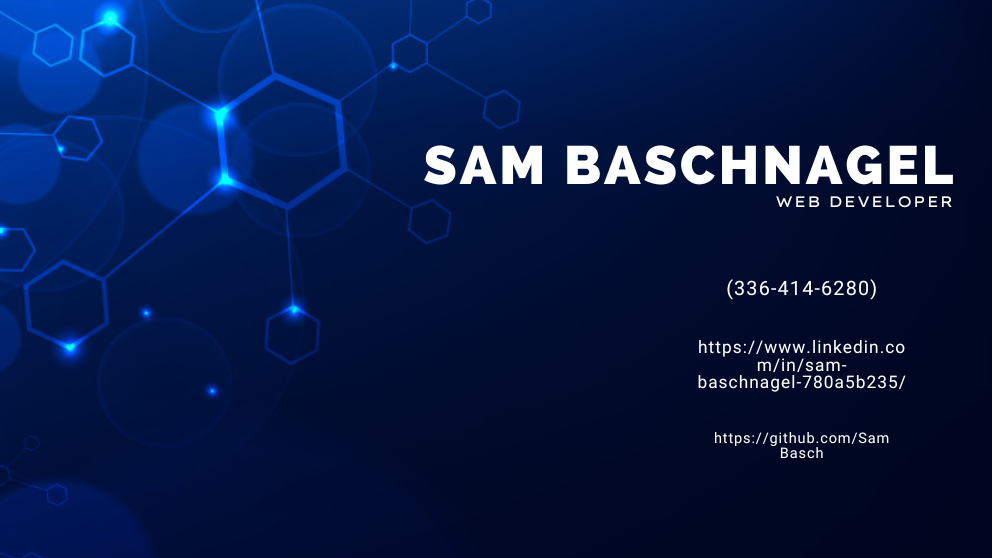 SAM BASCHNAGEL
WEB DEVELOPER
(336-414-6280)
https://www.linkedin.co
m/in/sam-
baschnagel-780a5b235/
https://github.com/Sam
Basch